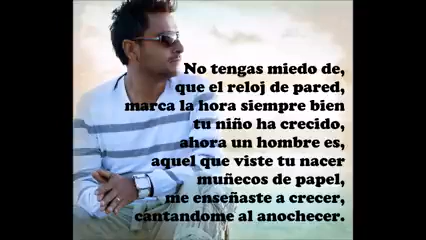 No tengas miedo de,
que el reloj de pared,
marca la hora siempre bien
tu niño ha crecido,
ahora un hombre es,
aquel que viste tu nacer
muñecos de papel,
me enseñaste a crecer,
cantandome al anochecer.